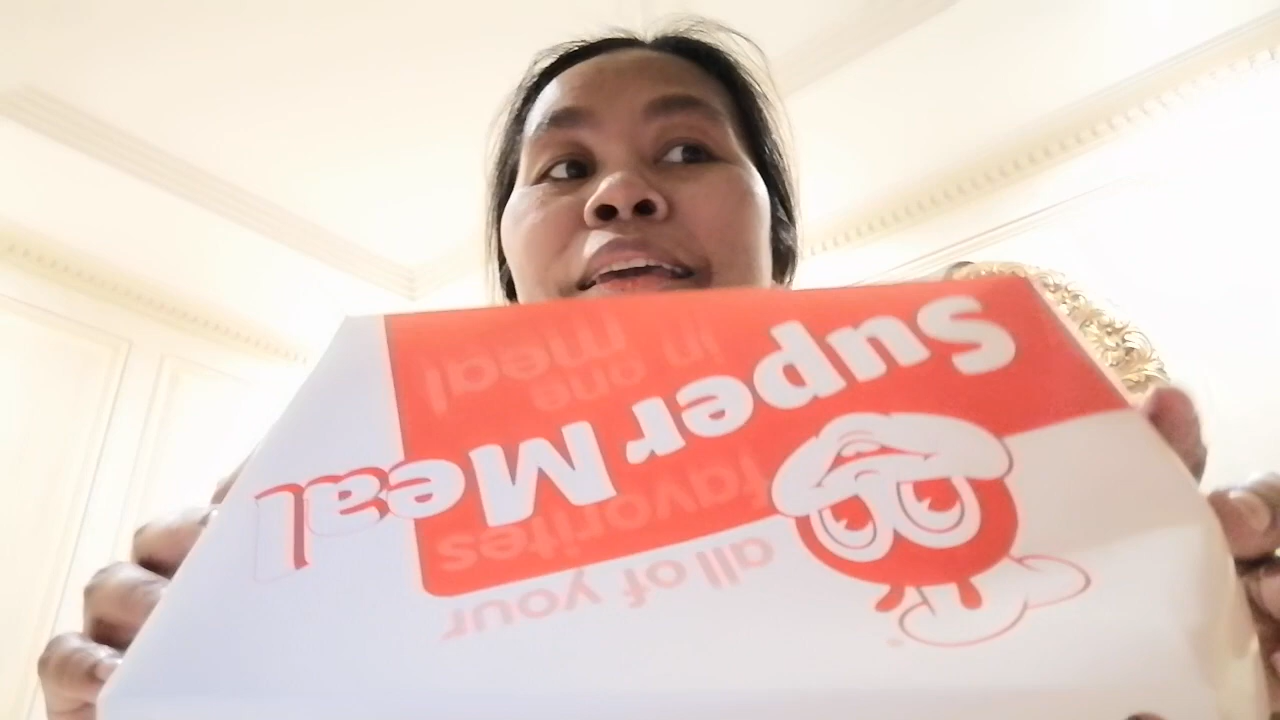 Super Meal
all of your
favorites
in
one
meal